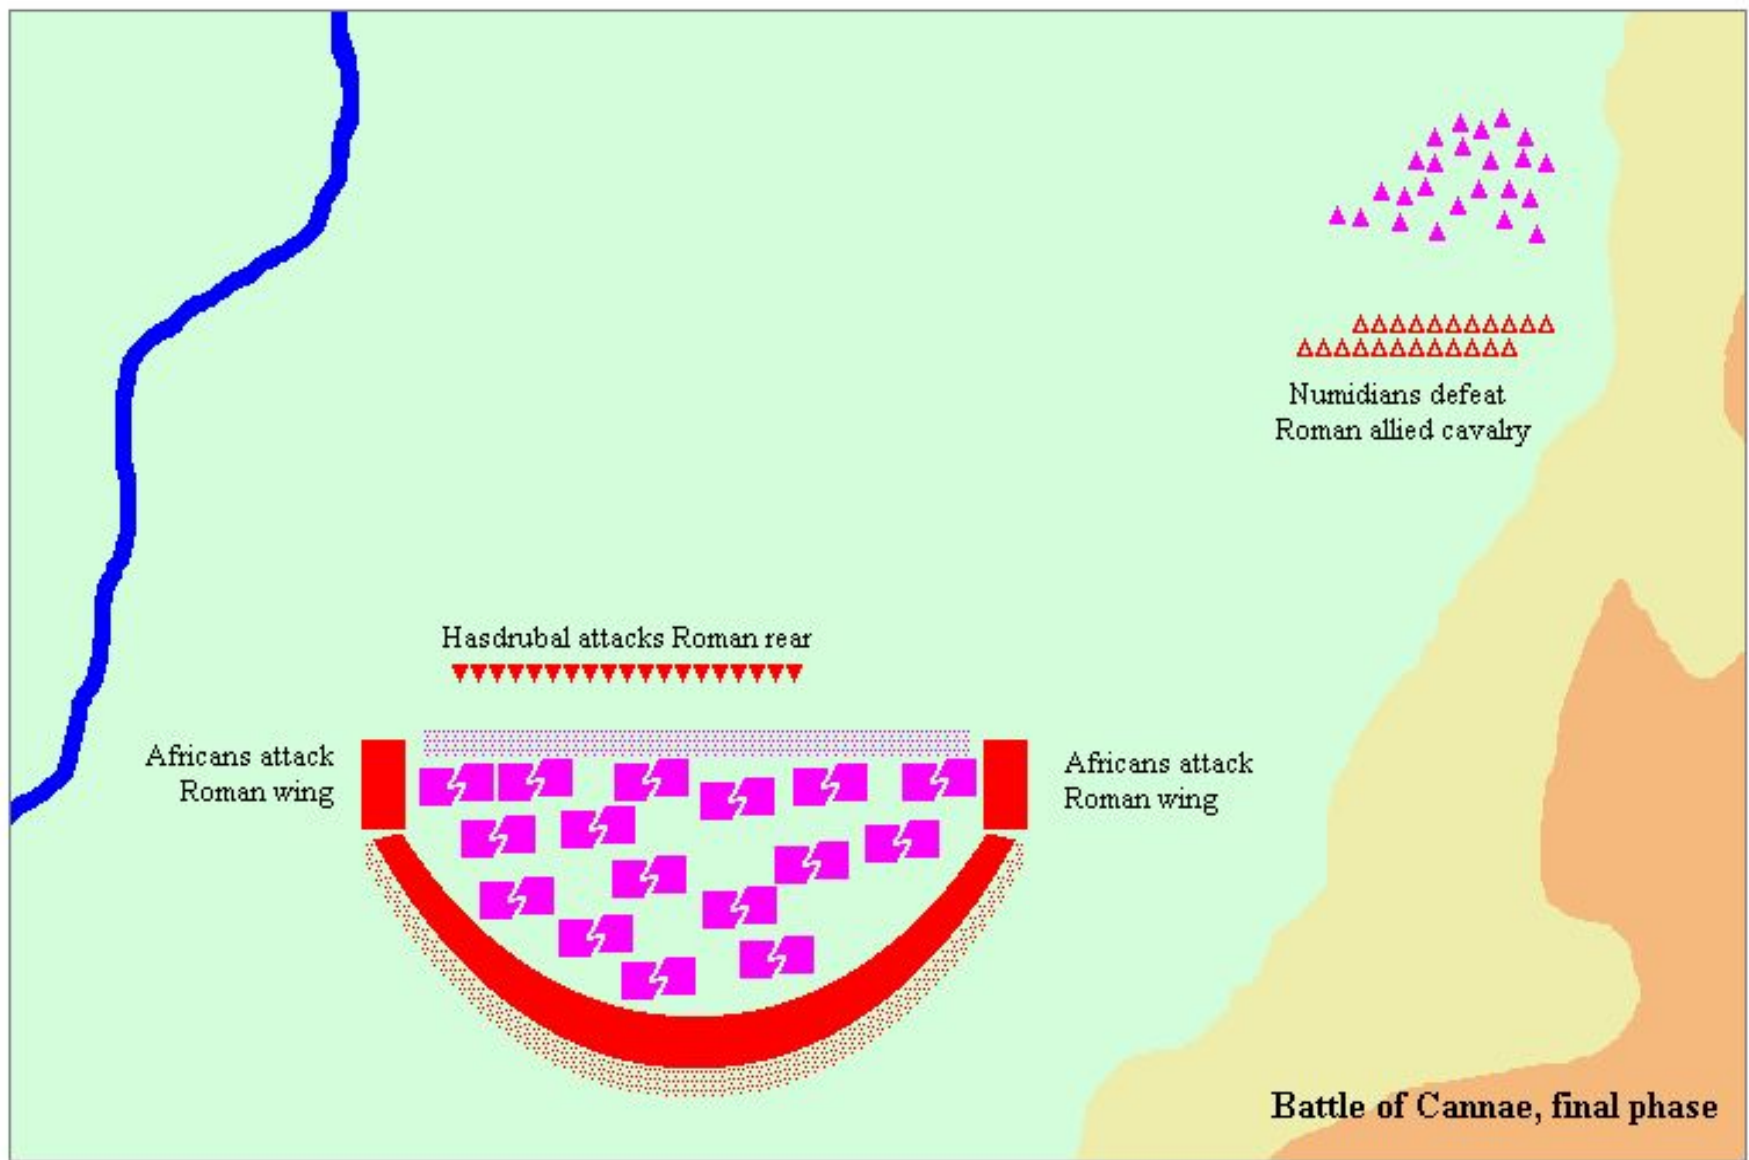 Numidians defeat
Roman allied cavalry
Hasdrubal attacks Roman rear
Africans attack
Roman wing
Africans attack
Roman wing
Battle of Cannae, final phase